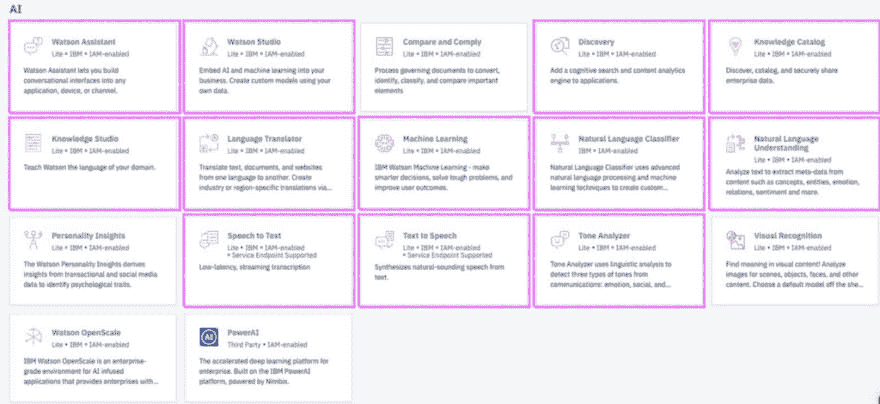 AI
Watson Assistant
Lite • IBM • IAM-enabled
Watson Assistant lets you build
conversational interfaces into any
application, device, or channel.
Watson Studio
Lite • IBM • IAM-enabled
Embed AI and machine learning into your
business. Create custom models using your
own data.
Compare and Comply
Lite • IBM • IAM-enabled
Process governing documents to convert,
identify, classify, and compare important
elements
Discovery
Lite • IBM • IAM-enabled
Add a cognitive search and content analytics
engine to applications.
Knowledge Catalog
Lite • IBM • IAM-enabled
Discover, catalog, and securely share
enterprise data.
Knowledge Studio
Lite • IBM • IAM-enabled
Teach Watson the language of your domain.
Language Translator
Lite • IBM • IAM-enabled
Translate text, documents, and websites
from one language to another. Create
industry or region-specific translations via...
Machine Learning
Lite • IBM • IAM-enabled
IBM Watson Machine Learning - make
smarter decisions, solve tough problems, and
improve user outcomes.
Natural Language Classifier
IBM • IAM-enabled
Natural Language Classifier uses advanced
natural language processing and machine
learning techniques to create custom...
Natural Language
Understanding
Lite • IBM • IAM-enabled
Analyze text to extract meta-data from
content such as concepts, entities, emotion,
relations, sentiment and more.
Personality Insights
Lite • IBM • IAM-enabled
The Watson Personality Insights derives
insights from transactional and social media
data to identify psychological traits.
Speech to Text
Lite • IBM • IAM-enabled
• Service Endpoint Supported
Low-latency, streaming transcription
Text to Speech
Lite • IBM • IAM-enabled
• Service Endpoint Supported
Synthesizes natural-sounding speech from
text.
Tone Analyzer
Lite • IBM • IAM-enabled
Tone Analyzer uses linguistic analysis to
detect three types of tones from
communications: emotion, social, and...
Visual Recognition
Lite • IBM • IAM-enabled
Find meaning in visual content! Analyze
images for scenes, objects, faces, and other
content. Choose a default model off the she...
Watson OpenScale
Lite • IBM • IAM-enabled
IBM Watson OpenScale is an enterprise-
grade environment for AI infused
applications that provides enterprises with...
AI
PowerAI
Third Party • IAM-enabled
The accelerated deep learning platform for
enterprise. Built on the IBM PowerAI
platform, powered by Nimbix.